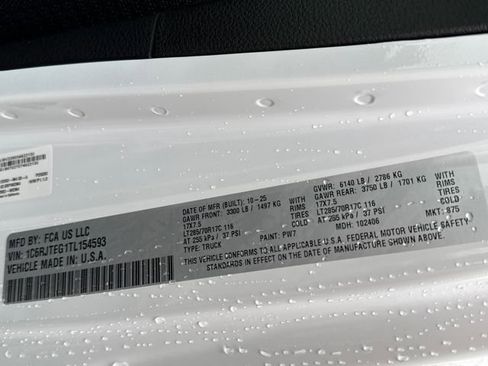 MFD BY: FCA US LLC
VIN: 1C6RJTEG1TL154593
VEHICLE MADE IN: U.S.A.
DATE OF MFR (BUILT): 10-25
GAWR FRONT: 3300 LB / 1497 KG
17X7.5 WITH RIMS
LT285/70R17C 116 TIRES
AT 255 kPa / 37 PSI WITH
TYPE: TRUCK PAINT: PW7
GVWR: 6140 LB / 2786 KG
GAWR REAR: 3750 LB / 1701 KG
17X7.5 WITH RIMS
LT285/70R17C 116 TIRES
AT 255 kPa / 37 PSI WITH
MDH: 102406 MKT: 875
1CDR
THIS VEHICLE CONFORMS TO ALL APPLICABLE U.S.A. FEDERAL MOTOR VEHICLE SAFETY
STANDARDS IN EFFECT ON THE DATE OF MANUFACTURE SHOWN ABOVE.